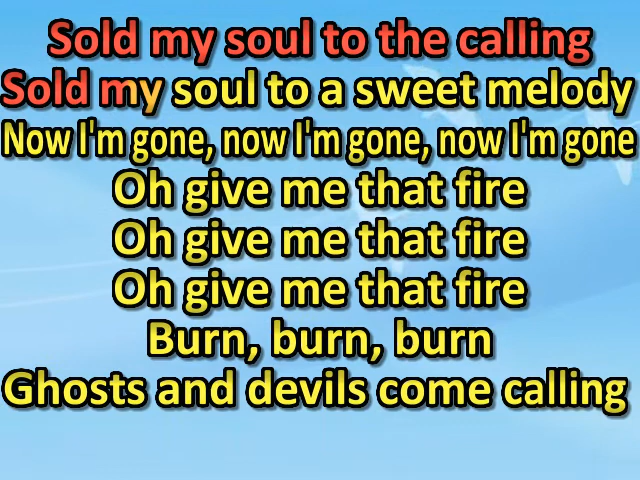 Sold my soul to the calling
Sold my soul to a sweet melody
Now I'm gone, now I'm gone, now I'm gone
Oh give me that fire
Oh give me that fire
Oh give me that fire
Burn, burn, burn
Ghosts and devils come calling